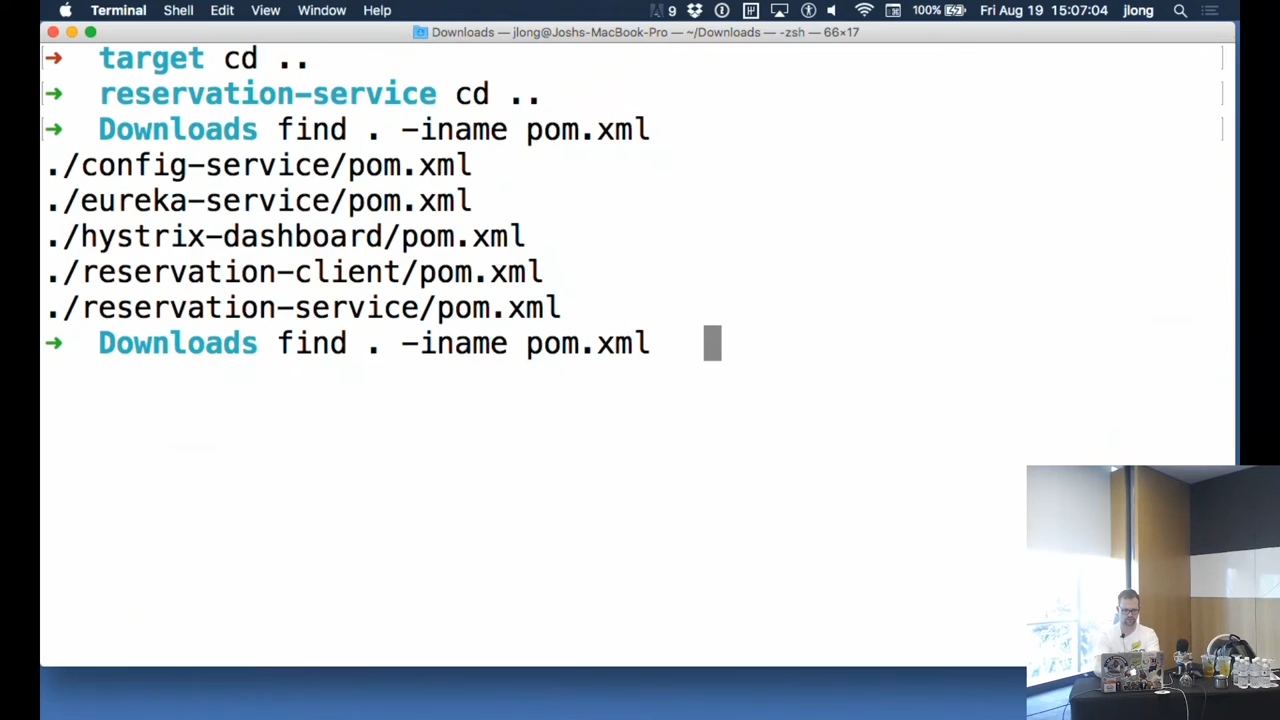 Terminal Shell Edit View Window Help 9 100% Fri Aug 19 15:07:04 jlong
Downloads — jlong@Joshs-MacBook-Pro — ~/Downloads — -zsh — 66×17
→ target cd ..
→ reservation-service cd ..
→ Downloads find . -iname pom.xml
./config-service/pom.xml
./eureka-service/pom.xml
./hystrix-dashboard/pom.xml
./reservation-client/pom.xml
./reservation-service/pom.xml
→ Downloads find . -iname pom.xml